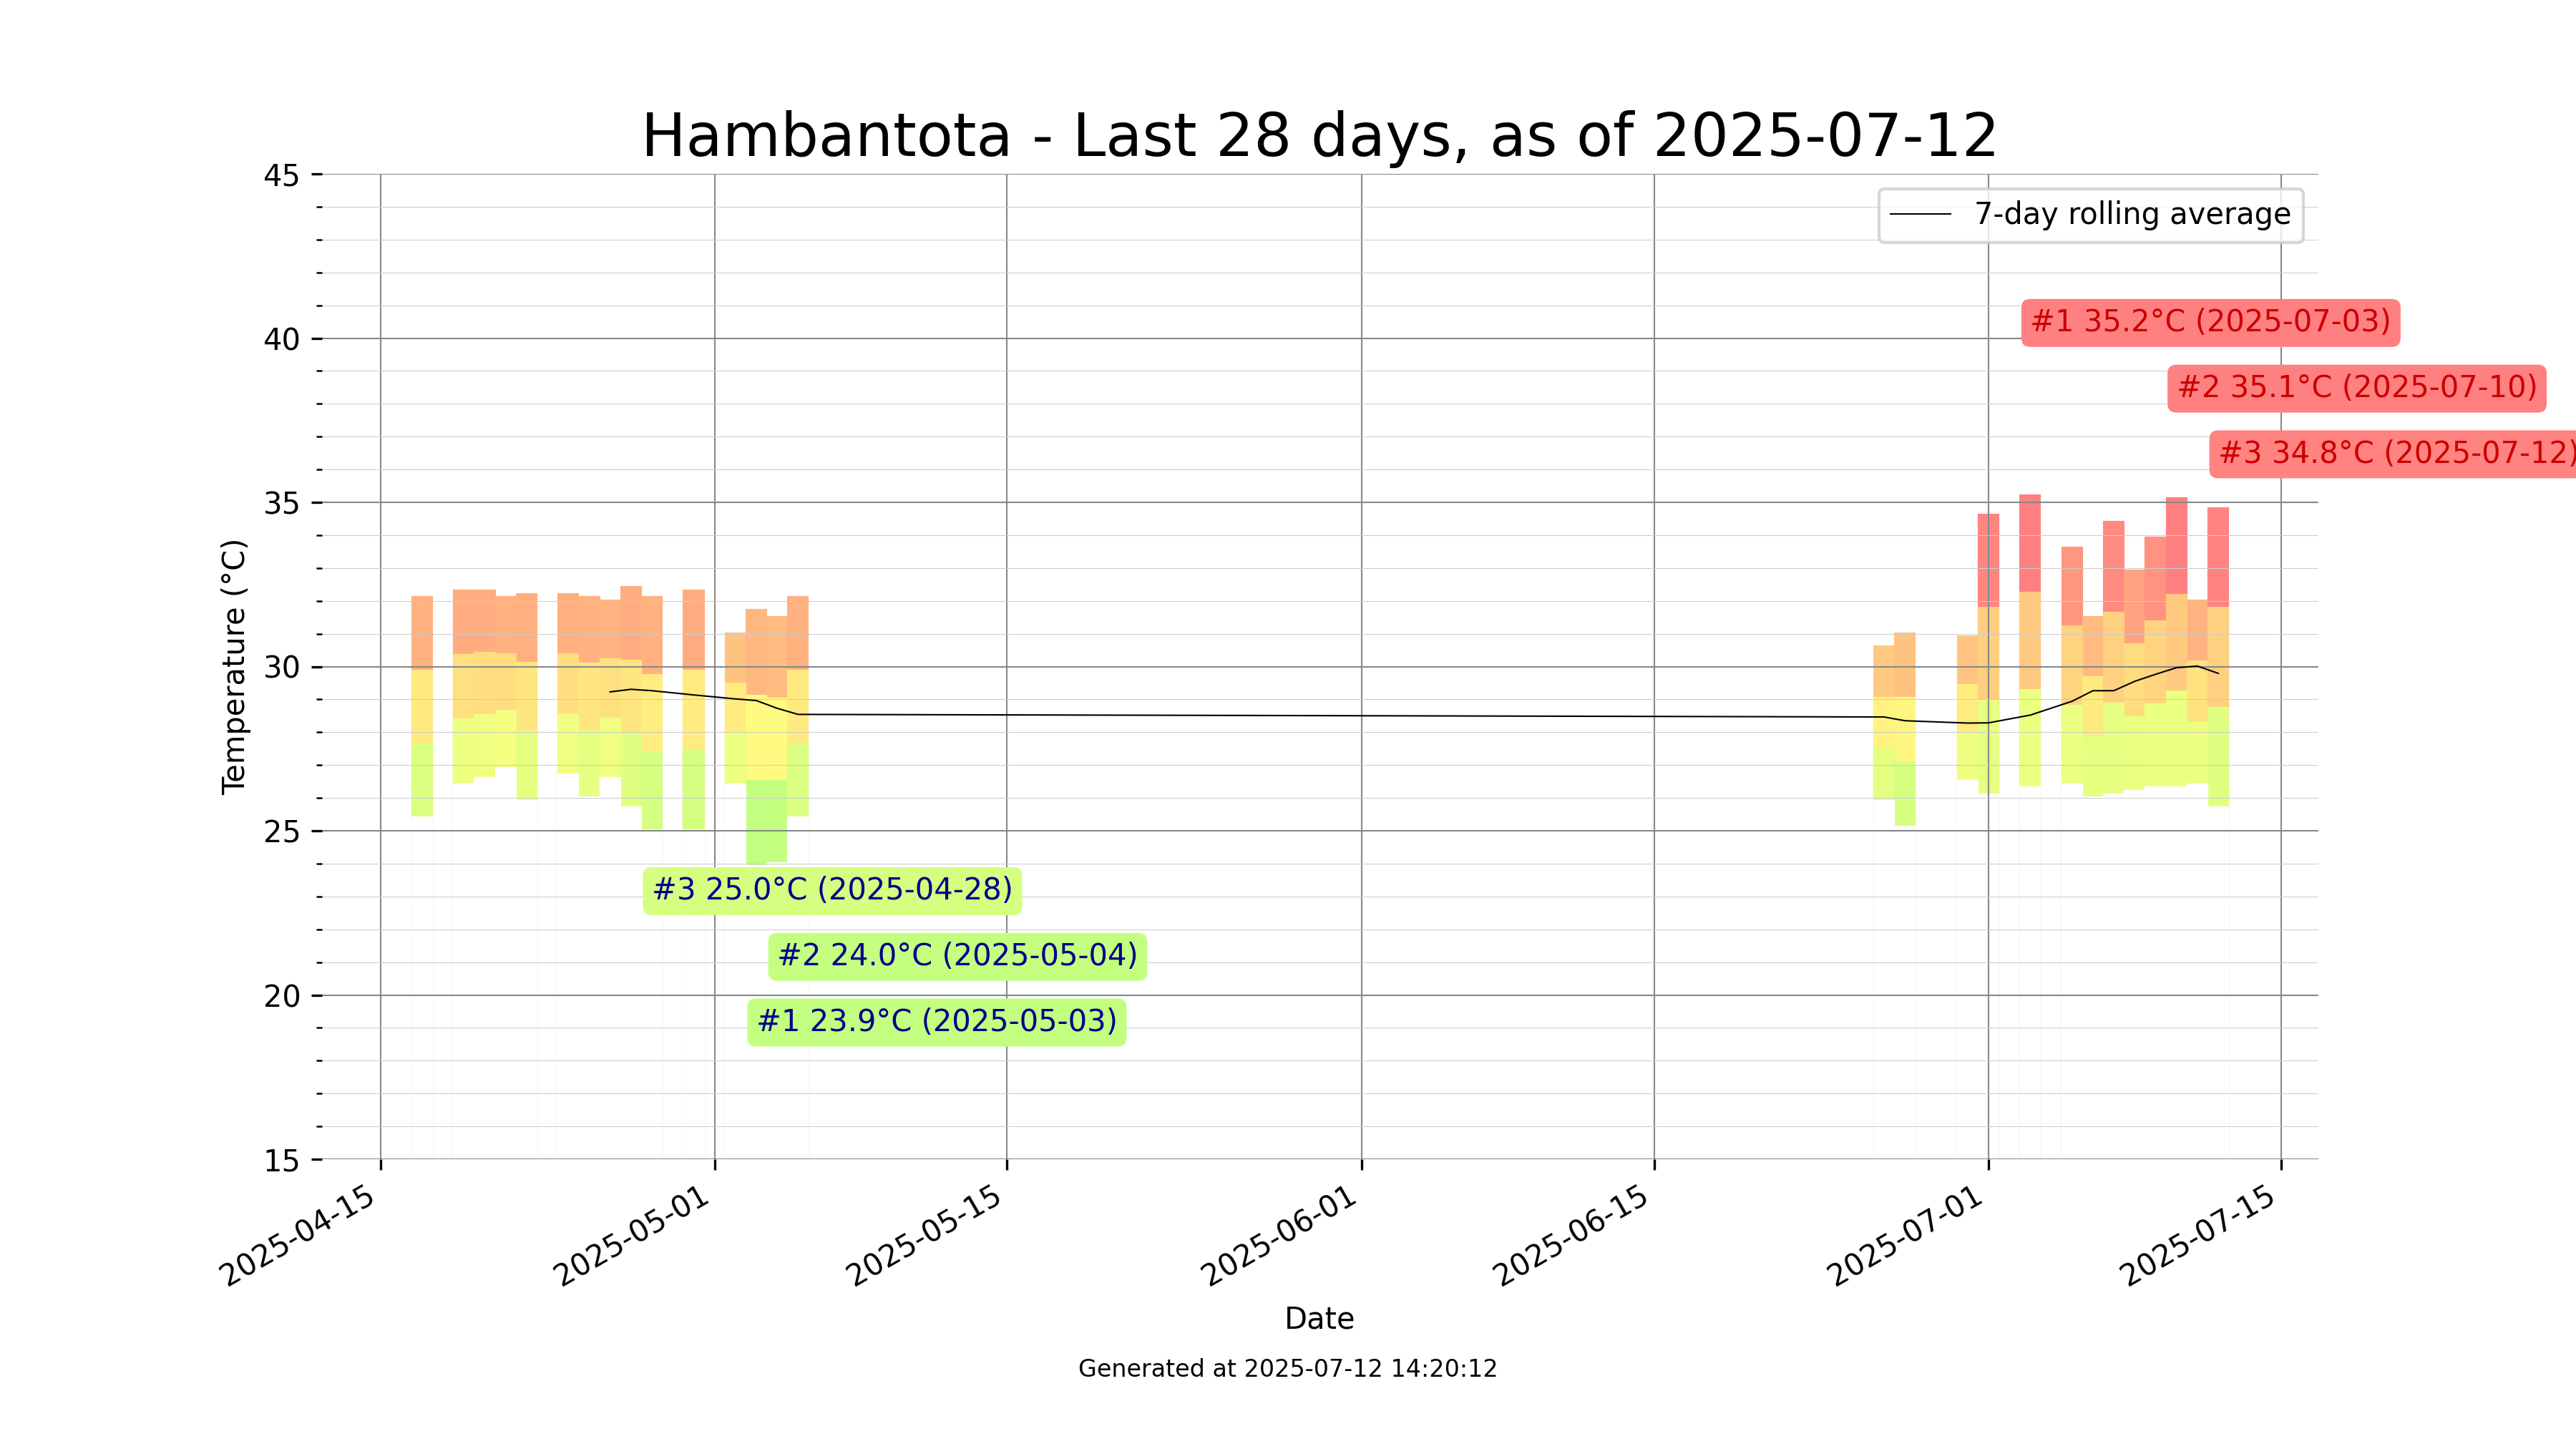 Hambantota - Last 28 days, as of 2025-07-12
45
40
35
30
25
20
15
Temperature (°C)
7-day rolling average
#1 35.2°C (2025-07-03)
#2 35.1°C (2025-07-10)
#3 34.8°C (2025-07-12)
#3 25.0°C (2025-04-28)
#2 24.0°C (2025-05-04)
#1 23.9°C (2025-05-03)
2025-04-15
2025-05-01
2025-05-15
2025-06-01
2025-06-15
2025-07-01
2025-07-15
Date
Generated at 2025-07-12 14:20:12